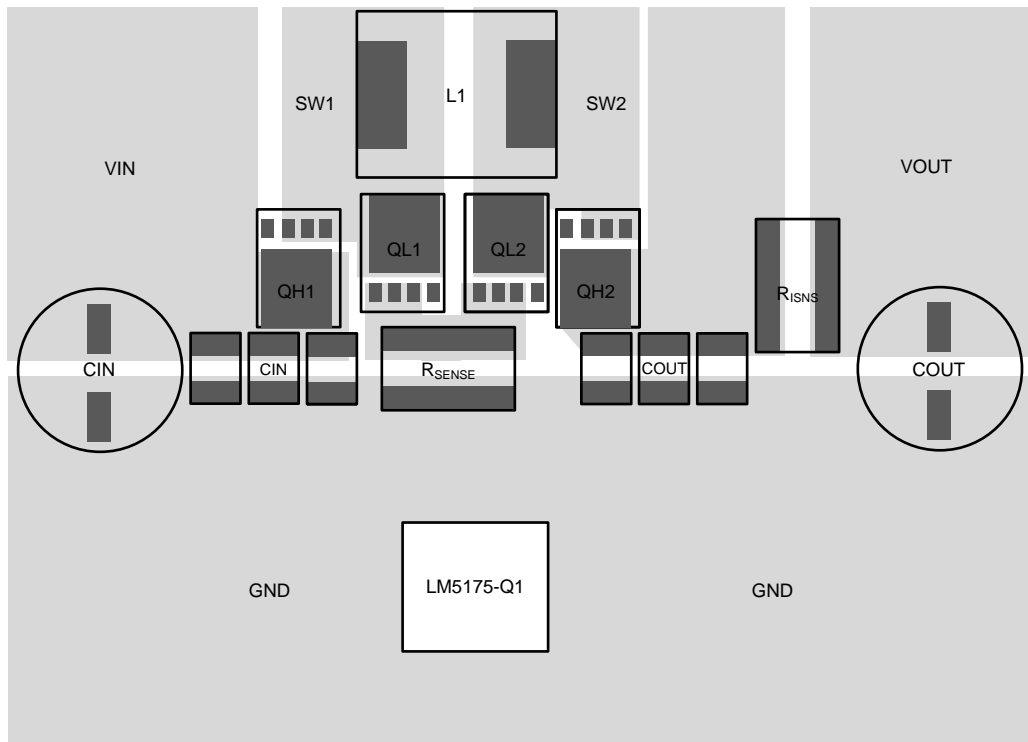 L1
SW1
SW2
VIN
VOUT
QL1
QL2
QH1
QH2
RISNS
CIN
CIN
RSENSE
COUT
COUT
LM5175-Q1
GND
GND